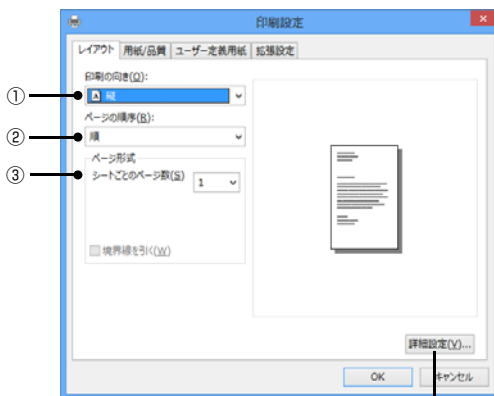 印刷設定
レイアウト 用紙/品質 ユーザー定義用紙 拡張設定
印刷の向き(O):
① A 縦
ページの順序(R):
② 順
ページ形式
③ シートごとのページ数(S) 1
境界線を引く(W)
詳細設定(V)...
OK キャンセル